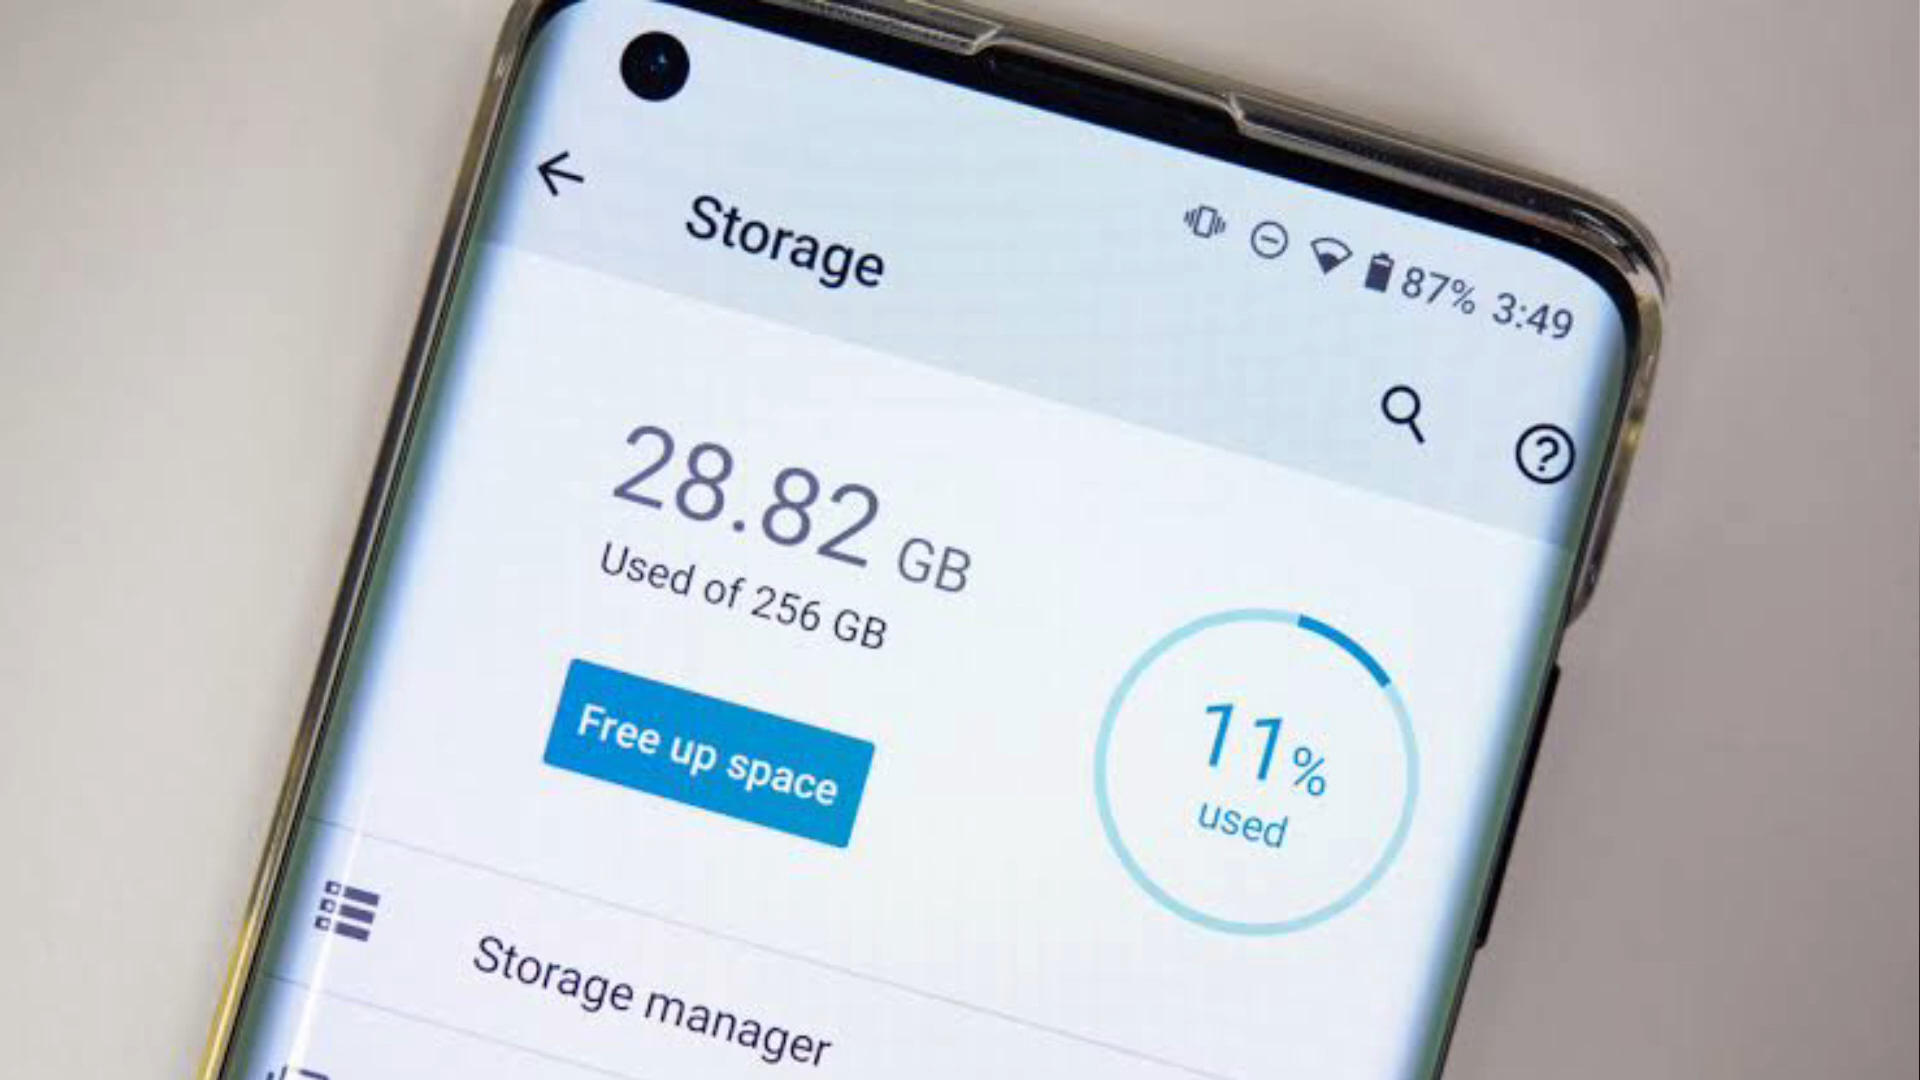 87% 3:49
Storage
28.82 GB
Used of 256 GB
Free up space
11%
used
Storage manager